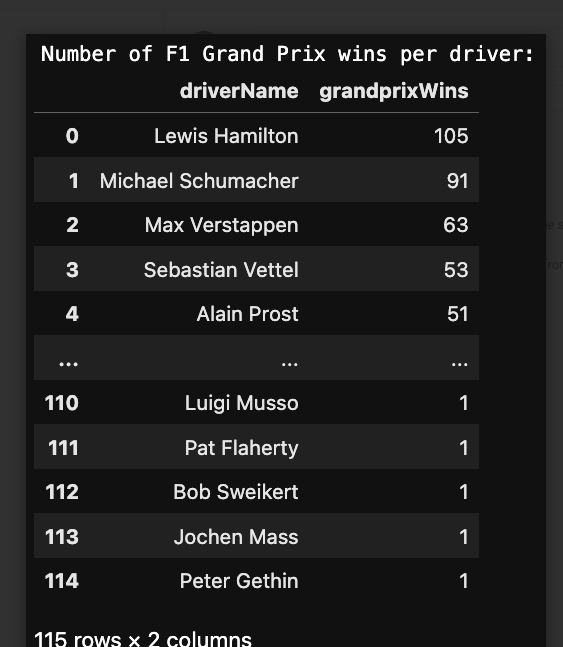 Number of F1 Grand Prix wins per driver:
driverName grandprixWins
0 Lewis Hamilton 105
1 Michael Schumacher 91
2 Max Verstappen 63
3 Sebastian Vettel 53
4 Alain Prost 51
... ... ...
110 Luigi Musso 1
111 Pat Flaherty 1
112 Bob Sweikert 1
113 Jochen Mass 1
114 Peter Gethin 1
115 rows × 2 columns